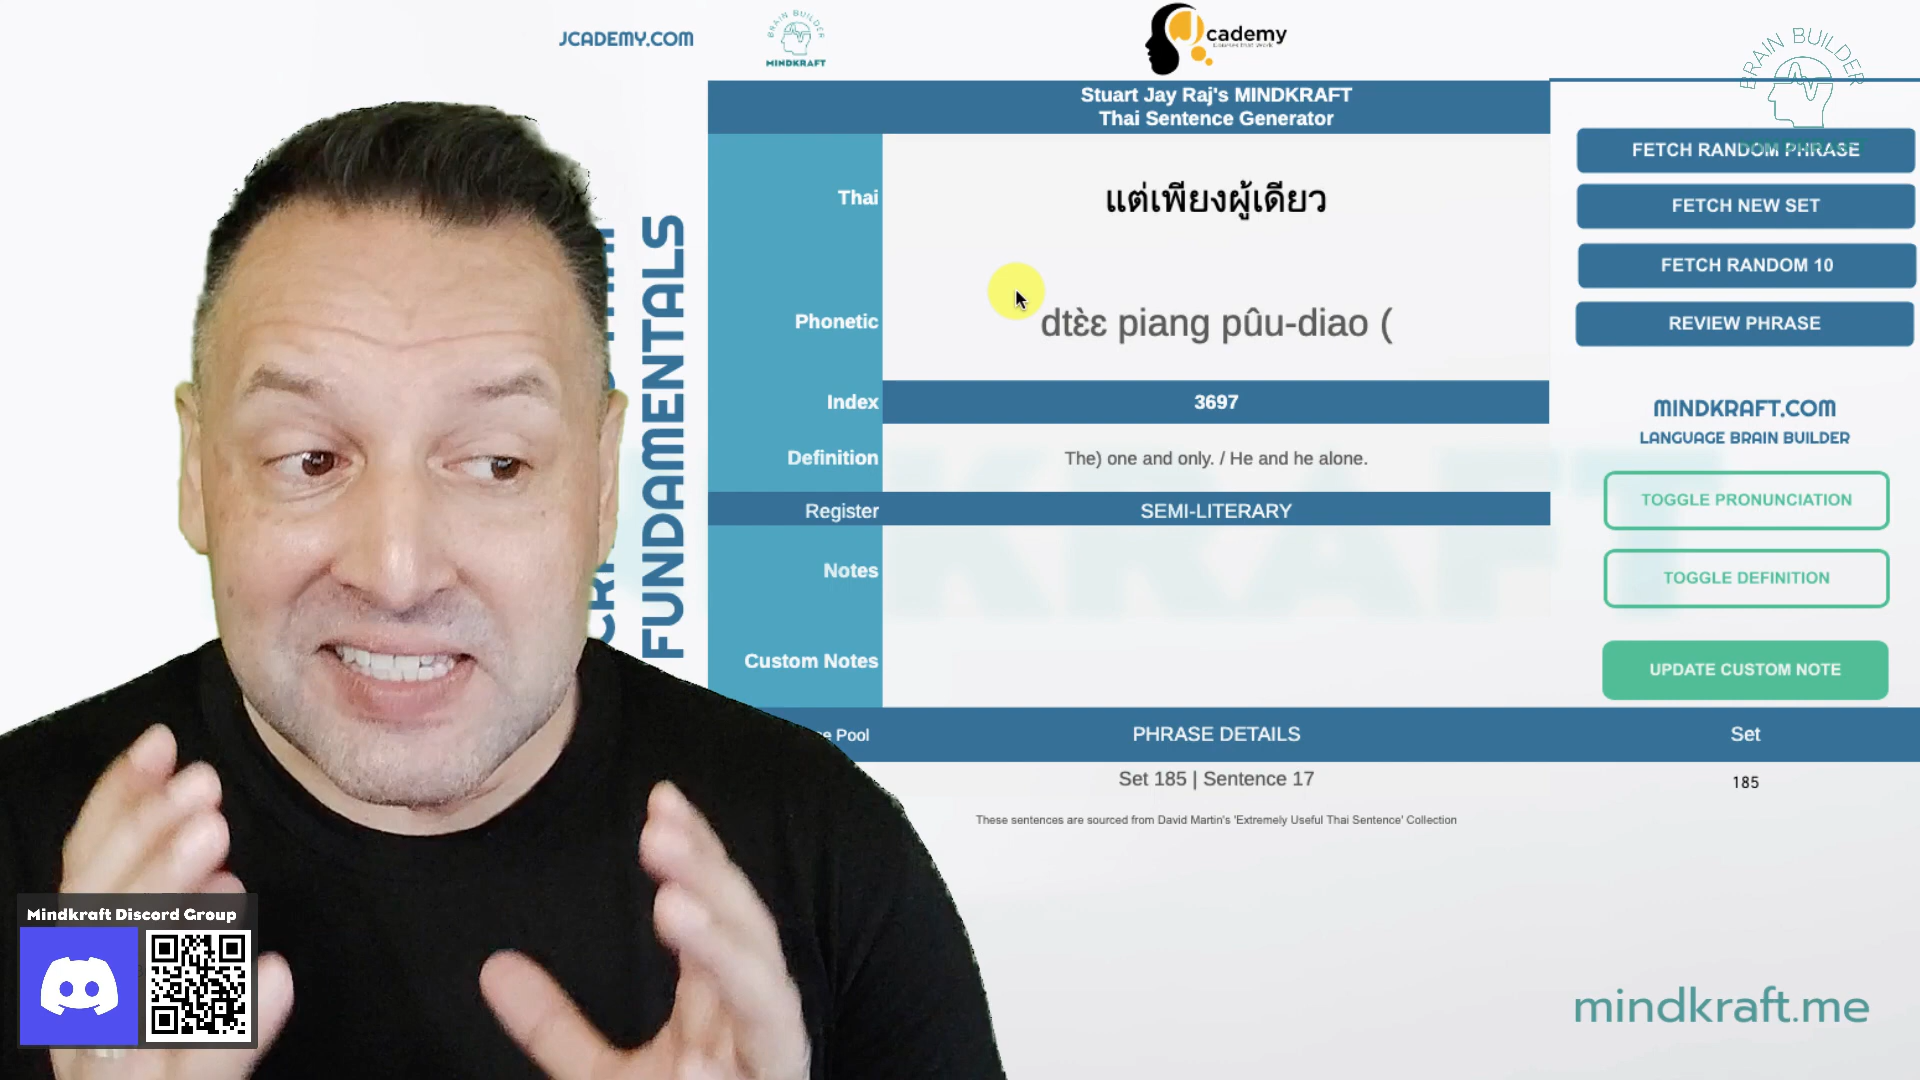 JCADEMY.COM
BRAIN BUILDER
MINDKRAFT
Jcademy
BRAIN BUILDER
Stuart Jay Raj's MINDKRAFT
Thai Sentence Generator
Thai
แต่เพียงผู้เดียว
Phonetic
dtɛ̀ɛ piang pûu-diao (
Index
3697
Definition
The) one and only. / He and he alone.
Register
SEMI-LITERARY
Notes
Custom Notes
e Pool
PHRASE DETAILS
Set
Set 185 | Sentence 17
185
These sentences are sourced from David Martin's 'Extremely Useful Thai Sentence' Collection
FETCH RANDOM PHRASE
FETCH NEW SET
FETCH RANDOM 10
REVIEW PHRASE
MINDKRAFT.COM
LANGUAGE BRAIN BUILDER
TOGGLE PRONUNCIATION
TOGGLE DEFINITION
UPDATE CUSTOM NOTE
FUNDAMENTALS
Mindkraft Discord Group
mindkraft.me